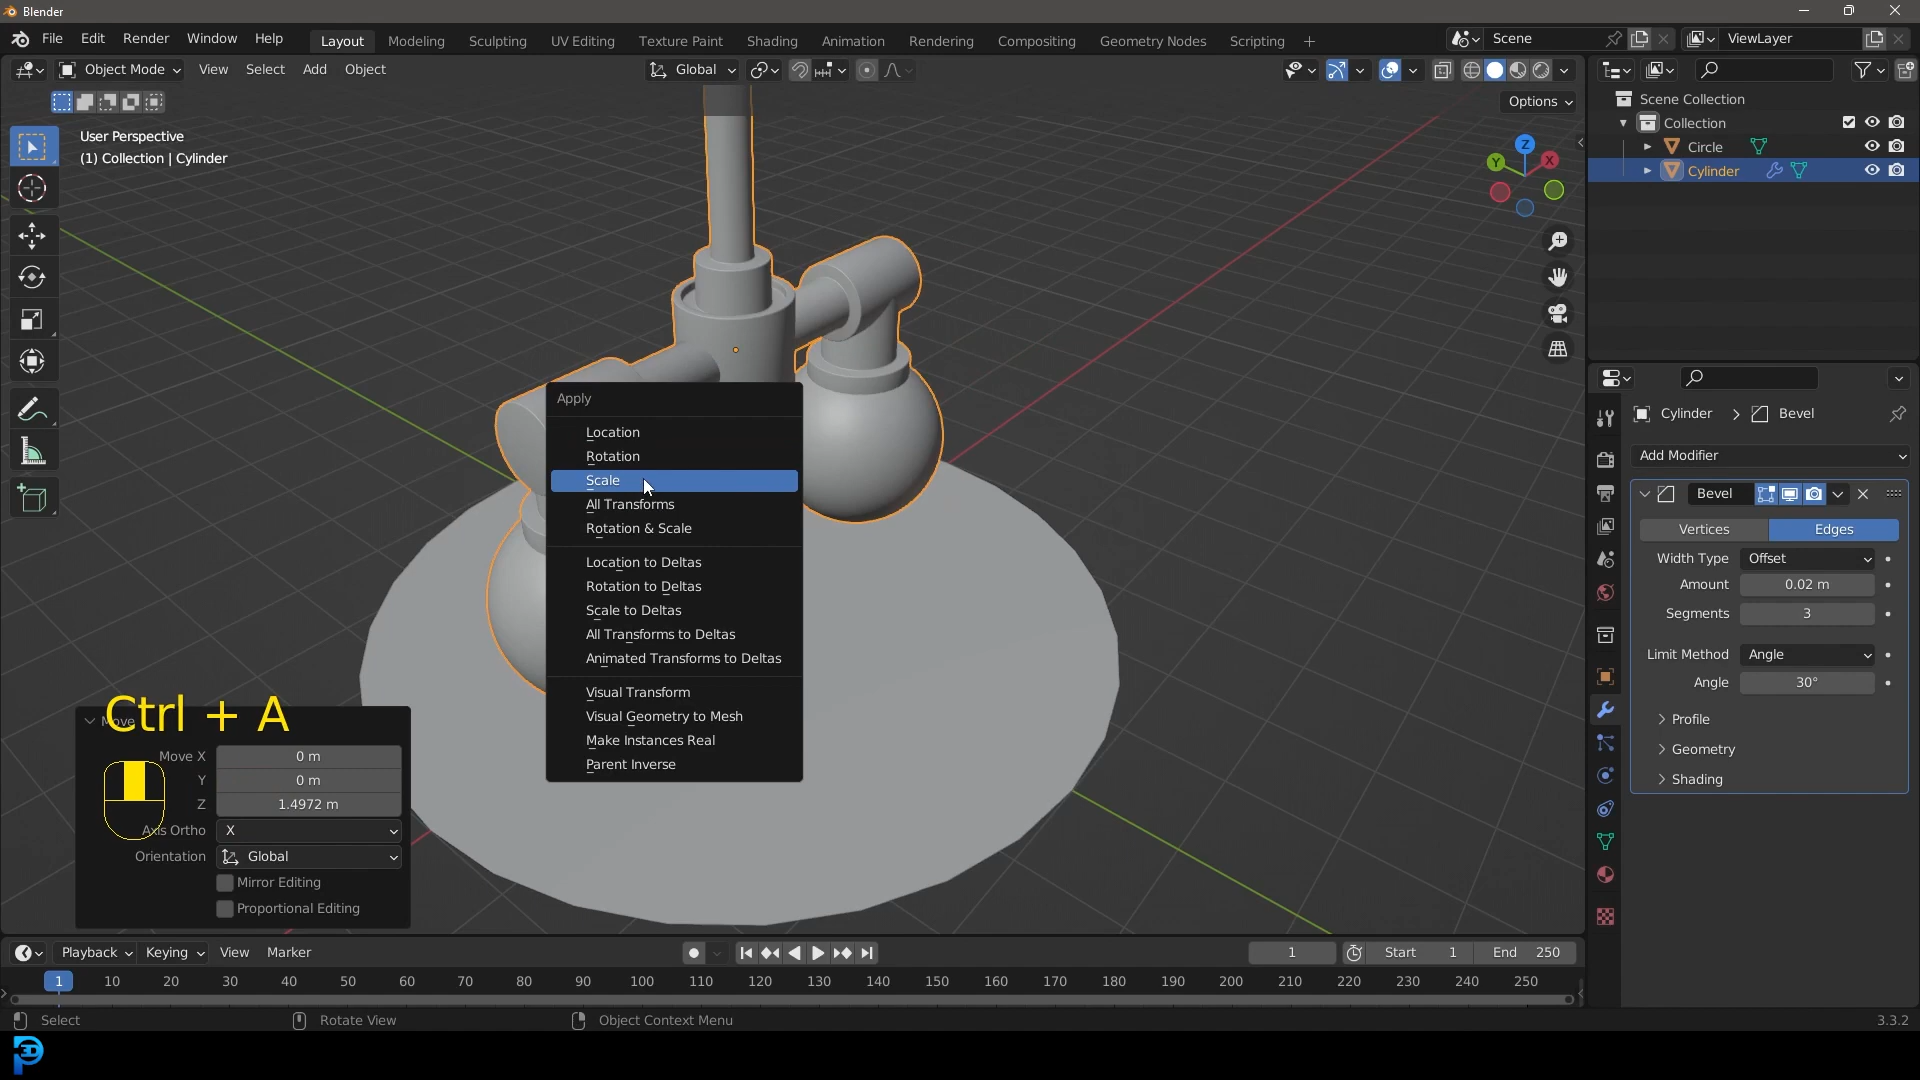 Blender
File Edit Render Window Help
Layout Modeling Sculpting UV Editing Texture Paint Shading Animation Rendering Compositing Geometry Nodes Scripting +
Scene
ViewLayer
Object Mode View Select Add Object
Global
Options
User Perspective
(1) Collection | Cylinder
Z
Y
X
Scene Collection
Collection
Circle
Cylinder
Apply
Location
Rotation
Scale
All Transforms
Rotation & Scale
Location to Deltas
Rotation to Deltas
Scale to Deltas
All Transforms to Deltas
Animated Transforms to Deltas
Visual Transform
Visual Geometry to Mesh
Make Instances Real
Parent Inverse
Ctrl + A
Move
Move X 0 m
Y 0 m
Z 1.4972 m
Axis Ortho X
Orientation Global
Mirror Editing
Proportional Editing
Cylinder > Bevel
Add Modifier
Bevel
Vertices Edges
Width Type Offset
Amount 0.02 m
Segments 3
Limit Method Angle
Angle 30°
Profile
Geometry
Shading
Playback Keying View Marker
1
Start 1
End 250
1 10 20 30 40 50 60 70 80 90 100 110 120 130 140 150 160 170 180 190 200 210 220 230 240 250
Select
Rotate View
Object Context Menu
3.3.2
3D